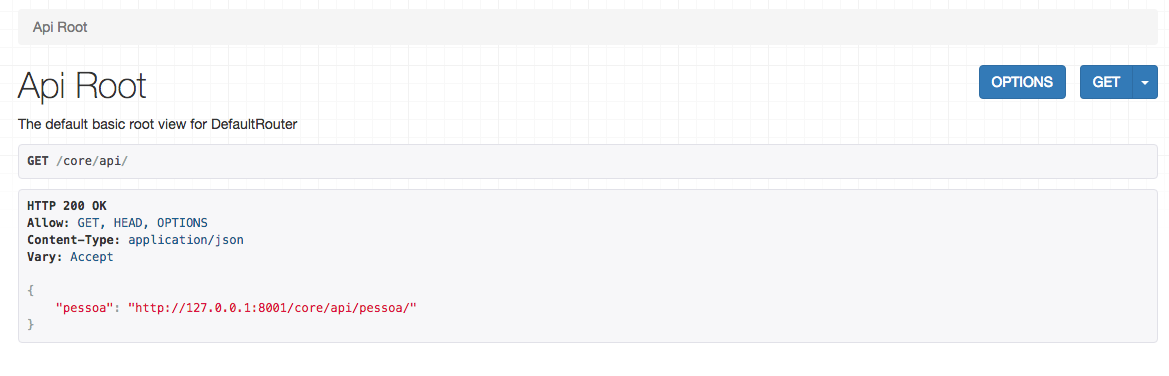 Api Root
Api Root
OPTIONS
GET
The default basic root view for DefaultRouter
GET /core/api/
HTTP 200 OK
Allow: GET, HEAD, OPTIONS
Content-Type: application/json
Vary: Accept
{
    "pessoa": "http://127.0.0.1:8001/core/api/pessoa/"
}